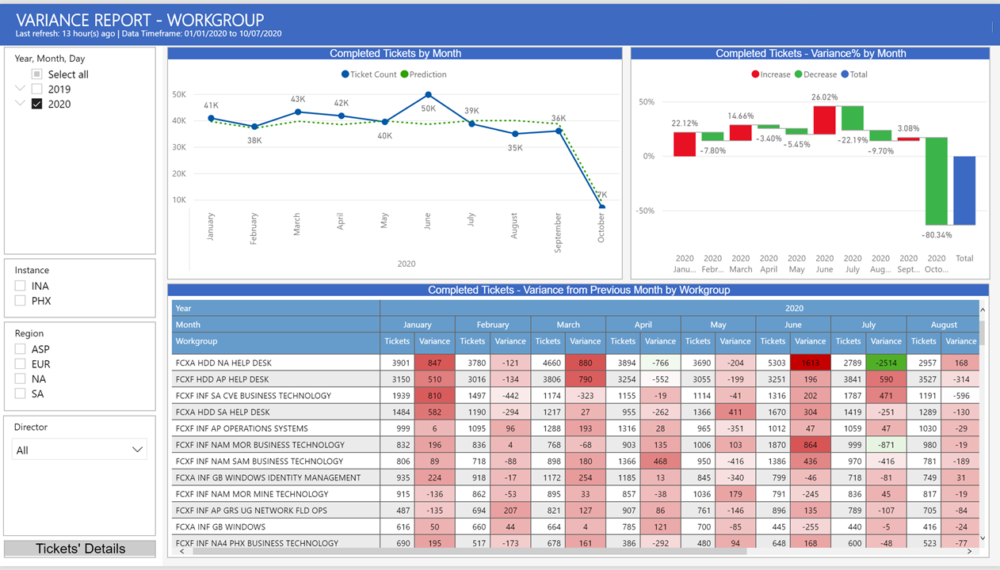 VARIANCE REPORT - WORKGROUP
Last refresh: 13 hour(s) ago | Data Timeframe: 01/01/2020 to 10/07/2020
Year, Month, Day
Select all
2019
2020
Instance
INA
PHX
Region
ASP
EUR
NA
SA
Director
All
Tickets' Details
Completed Tickets by Month
Ticket Count Prediction
50K
40K
30K
20K
10K
41K
38K
43K
42K
40K
50K
39K
35K
36K
7K
January
February
March
April
May
June
July
August
September
October
2020
Completed Tickets - Variance% by Month
Increase Decrease Total
50%
0%
-50%
22.12%
-7.80%
14.66%
-3.40%
-5.45%
26.02%
-22.19%
-9.70%
3.08%
-80.34%
2020 2020 2020 2020 2020 2020 2020 2020 2020 2020 Total
Janu... Febr... March April May June July Aug... Sept... Octo...
Completed Tickets - Variance from Previous Month by Workgroup
Year 2020
Month January February March April May June July August
Workgroup Tickets Variance Tickets Variance Tickets Variance Tickets Variance Tickets Variance Tickets Variance Tickets Variance Tickets Variance
FCXA HDD NA HELP DESK 3901 847 3780 -121 4660 880 3894 -766 3690 -204 5303 1613 2789 -2514 2957 168
FCXF HDD AP HELP DESK 3150 510 3016 -134 3806 790 3254 -552 3055 -199 3251 196 3841 590 3527 -314
FCXF INF SA CVE BUSINESS TECHNOLOGY 1939 810 1497 -442 1174 -323 1155 -19 1114 -41 1316 202 1787 471 1191 -596
FCXA HDD SA HELP DESK 1484 582 1190 -294 1217 27 955 -262 1366 411 1670 304 1419 -251 1289 -130
FCXF INF AP OPERATIONS SYSTEMS 999 6 1095 96 1288 193 1316 28 965 -351 1012 47 1059 47 1030 -29
FCXF INF NAM MOR BUSINESS TECHNOLOGY 832 196 836 4 768 -68 903 135 1006 103 1870 864 999 -871 980 -19
FCXF INF NAM SAM BUSINESS TECHNOLOGY 806 89 718 -88 898 180 1366 468 950 -416 1386 436 970 -416 781 -189
FCXA INF GB WINDOWS IDENTITY MANAGEMENT 935 224 918 -17 1172 254 1185 13 845 -340 799 -46 718 -81 749 31
FCXF INF NAM MOR MINE TECHNOLOGY 915 -136 862 -53 895 33 857 -38 1036 179 791 -245 836 45 817 -19
FCXF INF AP GRS UG NETWORK FLD OPS 487 -135 694 207 821 127 907 86 761 -146 896 135 789 -107 705 -84
FCXA INF GB WINDOWS 616 50 660 44 664 4 785 121 700 -85 445 -255 440 -5 416 -24
FCXF INF NA4 PHX BUSINESS TECHNOLOGY 690 195 517 -173 678 161 386 -292 480 94 648 168 600 -48 523 -77